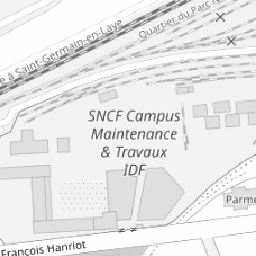 Quartier du Parc N
e à Saint-Germain-en-Laye
SNCF Campus
Maintenance
& Travaux
IDF
Parme
François Hanriot